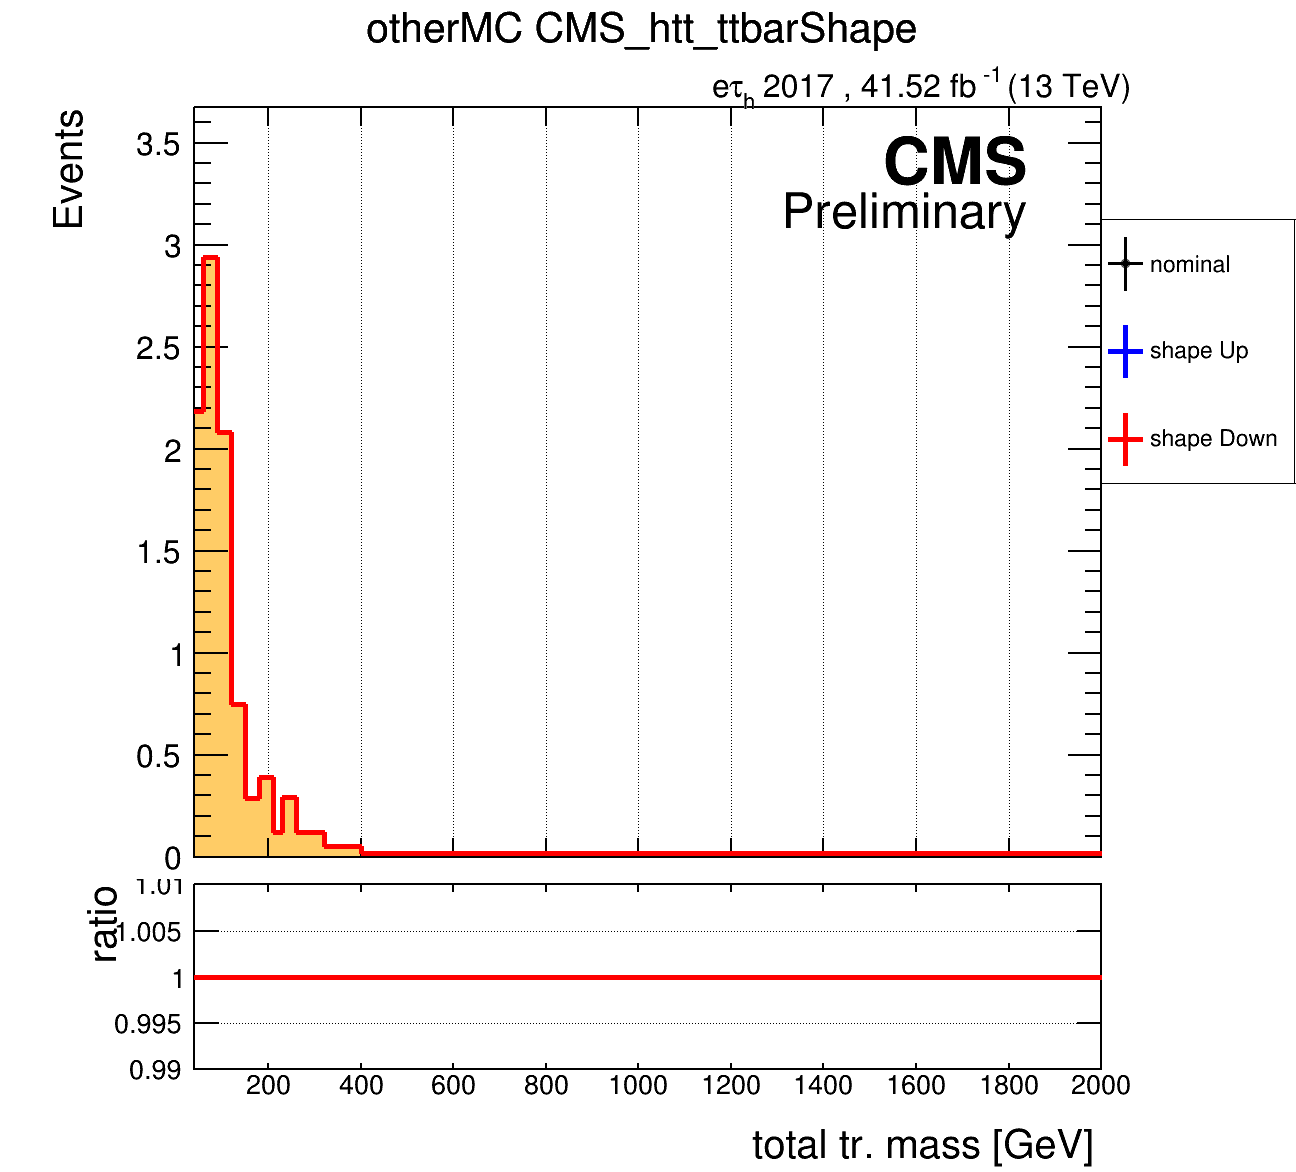 otherMC CMS_htt_ttbarShape
eτh 2017 , 41.52 fb -1 (13 TeV)
Events
CMS
Preliminary
3.5
3
2.5
2
1.5
1
0.5
0
nominal
shape Up
shape Down
ratio
1.01
1.005
1
0.995
0.99
200 400 600 800 1000 1200 1400 1600 1800 2000
total tr. mass [GeV]